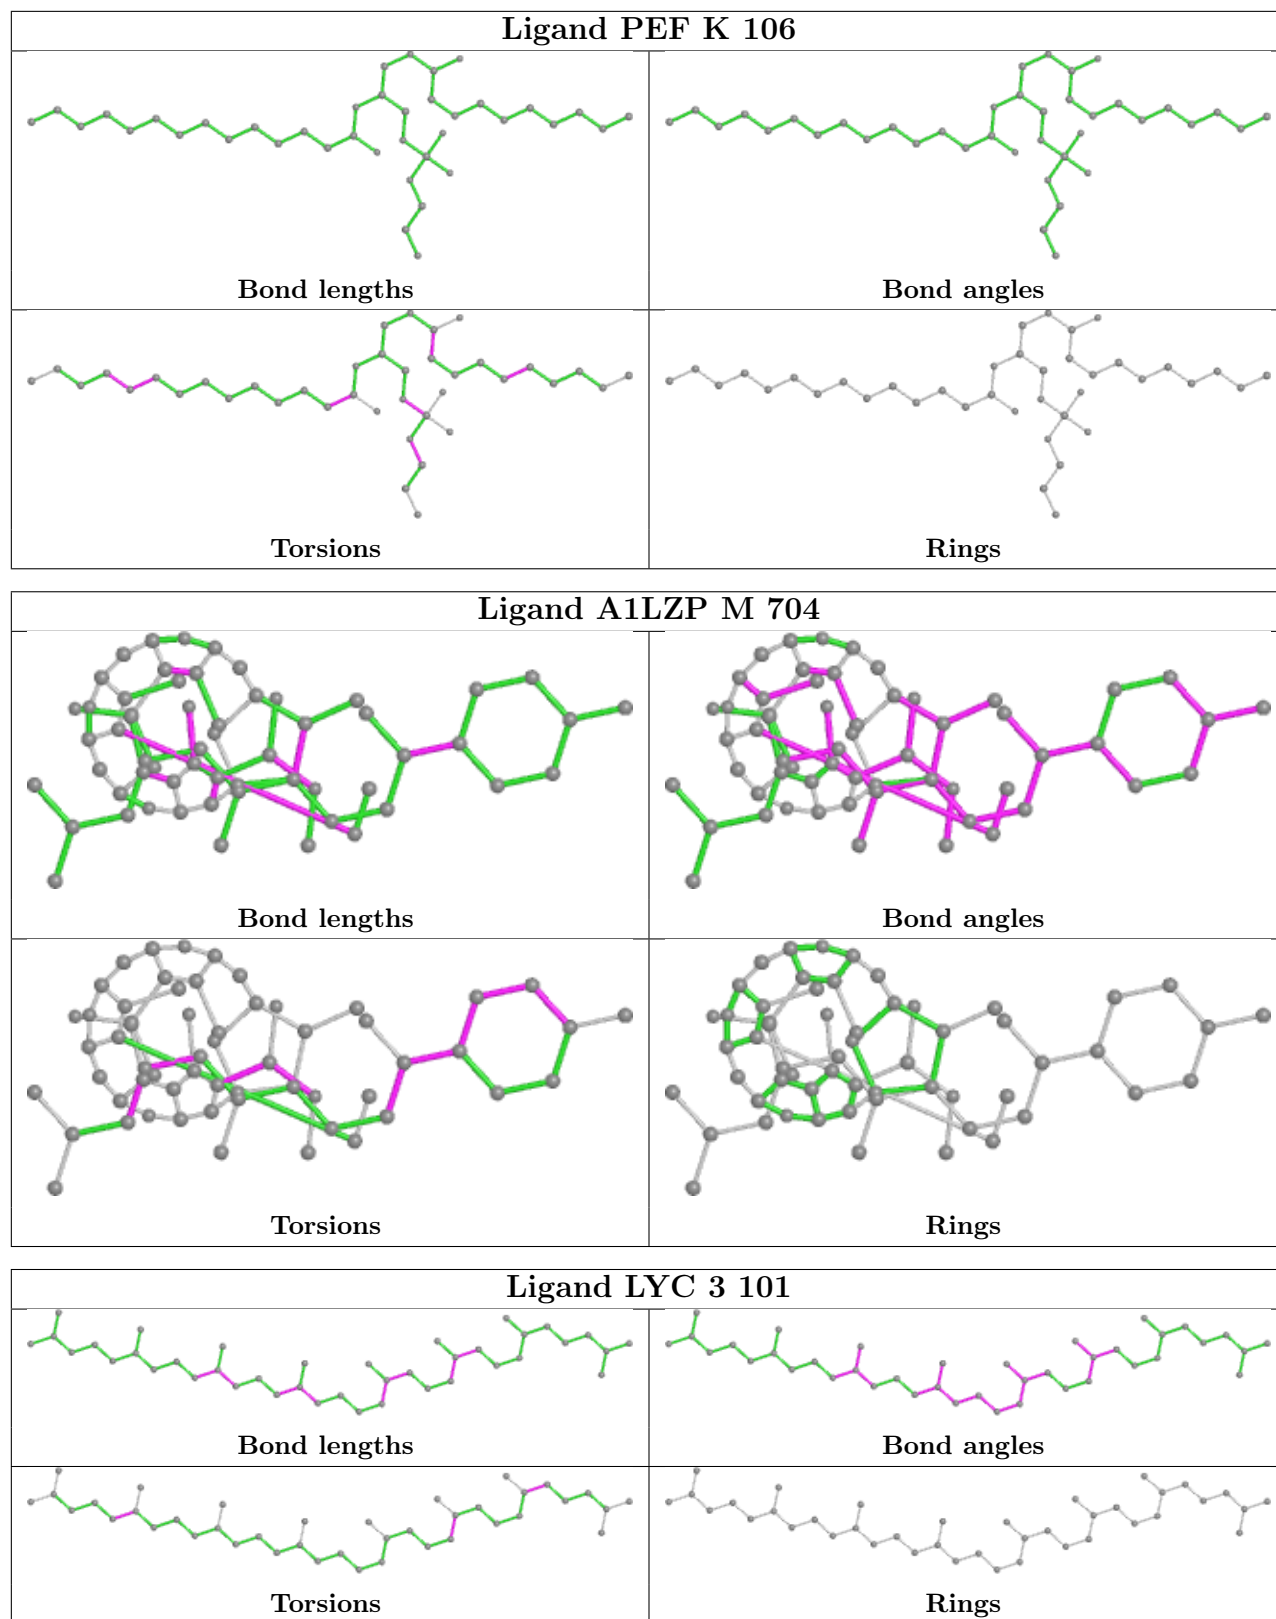 Ligand PEF K 106
Bond lengths
Bond angles
Torsions
Rings
Ligand A1LZP M 704
Bond lengths
Bond angles
Torsions
Rings
Ligand LYC 3 101
Bond lengths
Bond angles
Torsions
Rings